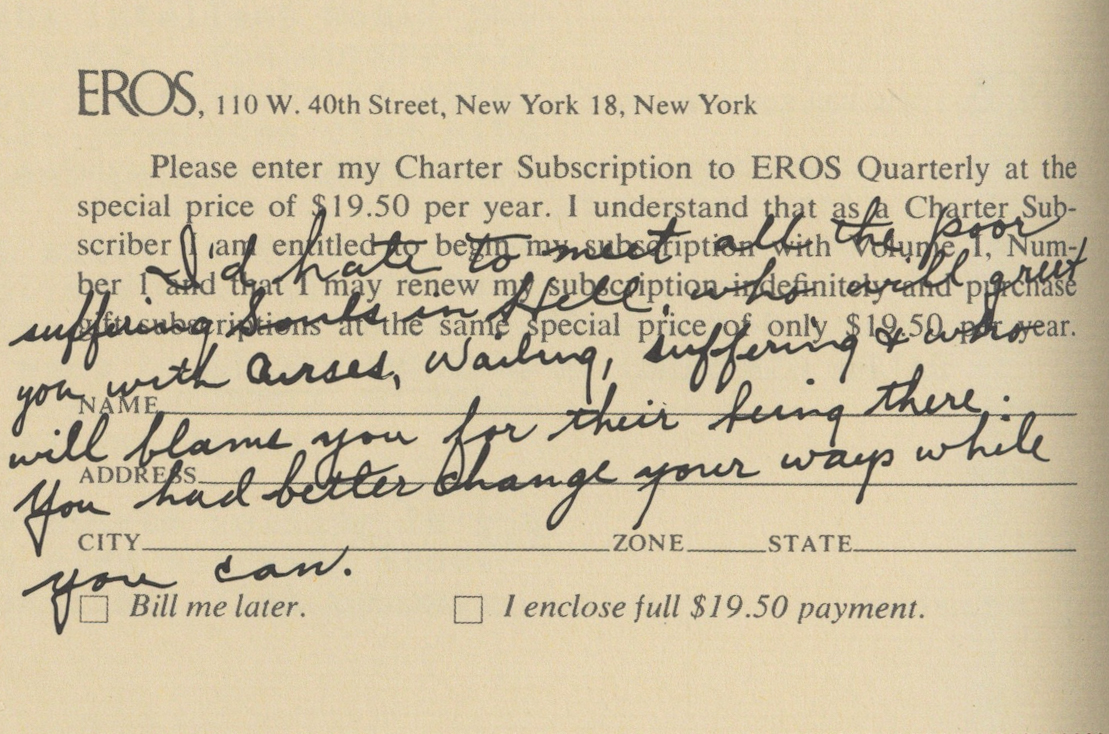 EROS, 110 W. 40th Street, New York 18, New York
Please enter my Charter Subscription to EROS Quarterly at the
special price of $19.50 per year. I understand that as a Charter Sub-
scriber I am entitled to begin my subscription with Volume 1, Num-
ber 1 and that I may renew my subscription indefinitely and purchase
gift subscriptions at the same special price of only $19.50 per year.
I'd hate to meet all the poor
suffering Souls in Hell, who will greet
you with Curses, Wailing, suffering & who
will blame you for their being there.
You had better change your ways while
you can.
NAME
ADDRESS
CITY ZONE STATE
Bill me later. I enclose full $19.50 payment.